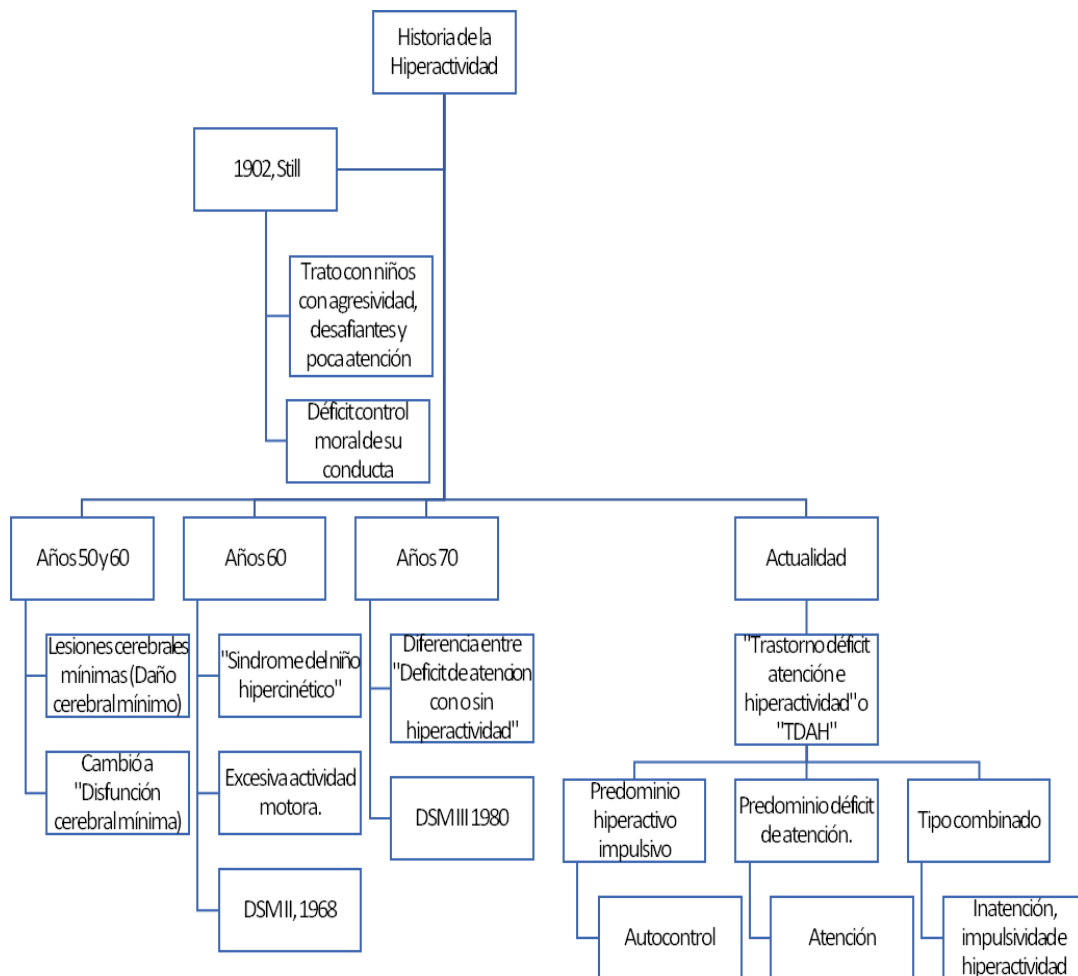 Historia de la
Hiperactividad
1902, Still
Trato con niños
con agresividad,
desafiantes y
poca atención
Déficit control
moral de su
conducta
Años 50 y 60
Lesiones cerebrales
mínimas (Daño
cerebral mínimo)
Cambió a
"Disfunción
cerebral mínima)
Años 60
"Sindrome del niño
hipercinético"
Excesiva actividad
motora.
DSM II, 1968
Años 70
Diferencia entre
"Deficit de atencion
con o sin
hiperactividad"
DSM III 1980
Actualidad
"Trastorno déficit
atención e
hiperactividad" o
"TDAH"
Predominio
hiperactivo
impulsivo
Autocontrol
Predominio déficit
de atención.
Atención
Tipo combinado
Inatención,
impulsividad e
hiperactividad